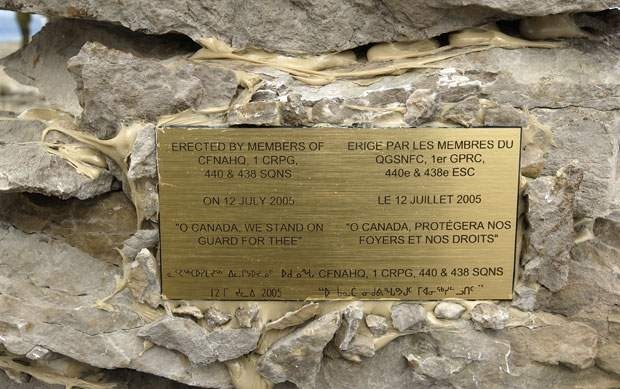 ERECTED BY MEMBERS OF
CFNAHQ, 1 CRPG,
440 & 438 SQNS
ON 12 JULY 2005
"O CANADA, WE STAND ON
GUARD FOR THEE"
ERIGE PAR LES MEMBRES DU
QGSNFC, 1er GPRC,
440e & 438e ESC
LE 12 JUILLET 2005
"O CANADA, PROTÉGERA NOS
FOYERS ET NOS DROITS"
CFNAHQ, 1 CRPG, 440 & 438 SQNS
12 ᒥ ᔪᓚᐃ 2005